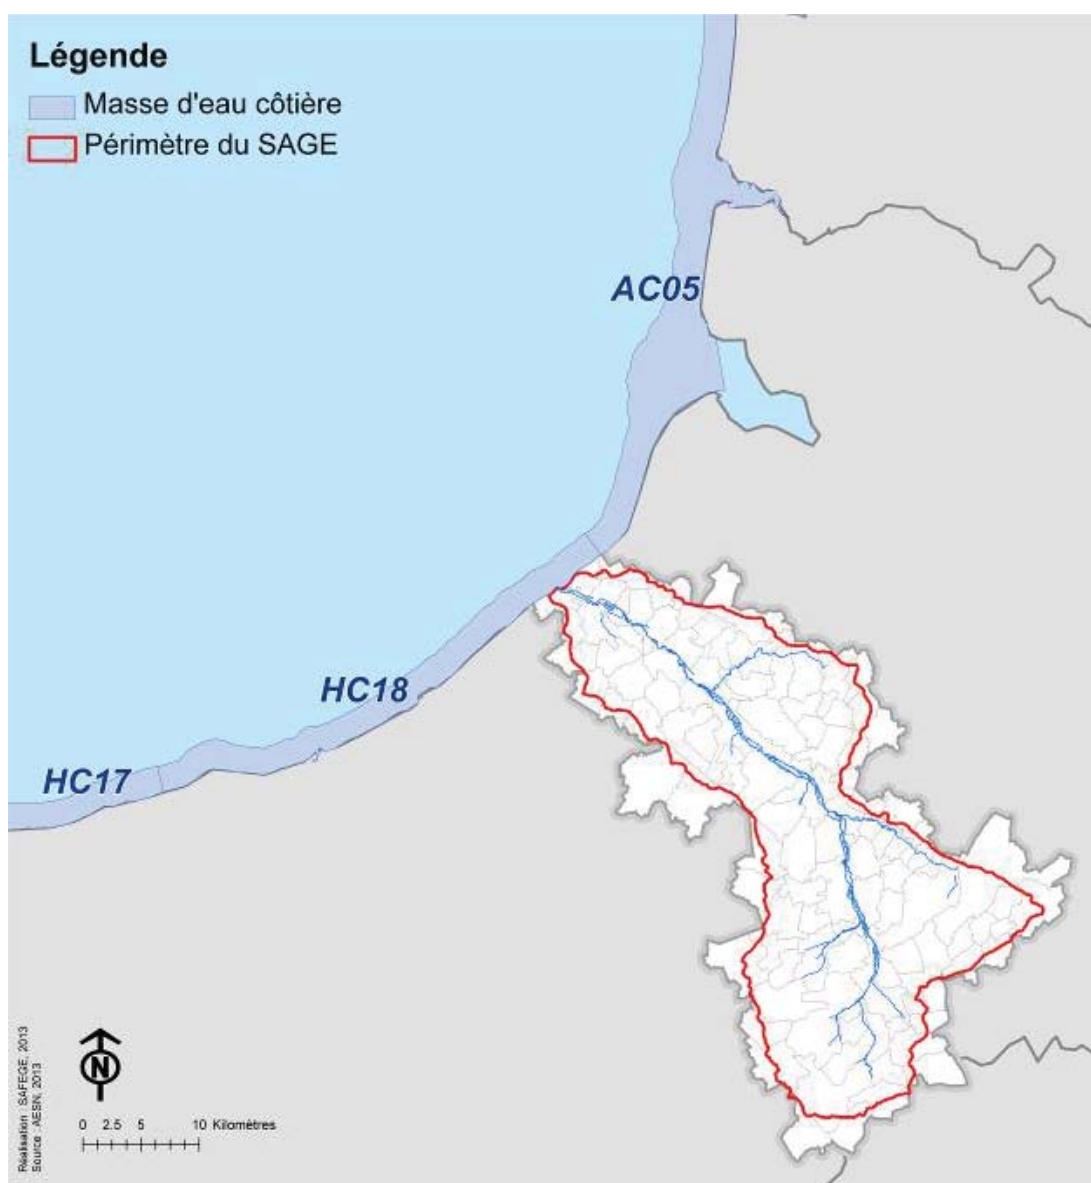 Légende
Masse d'eau côtière
Périmètre du SAGE
AC05
HC18
HC17
N
0 2.5 5 10 Kilomètres
Réalisation : SAFEGE, 2013
Source : AESN, 2013